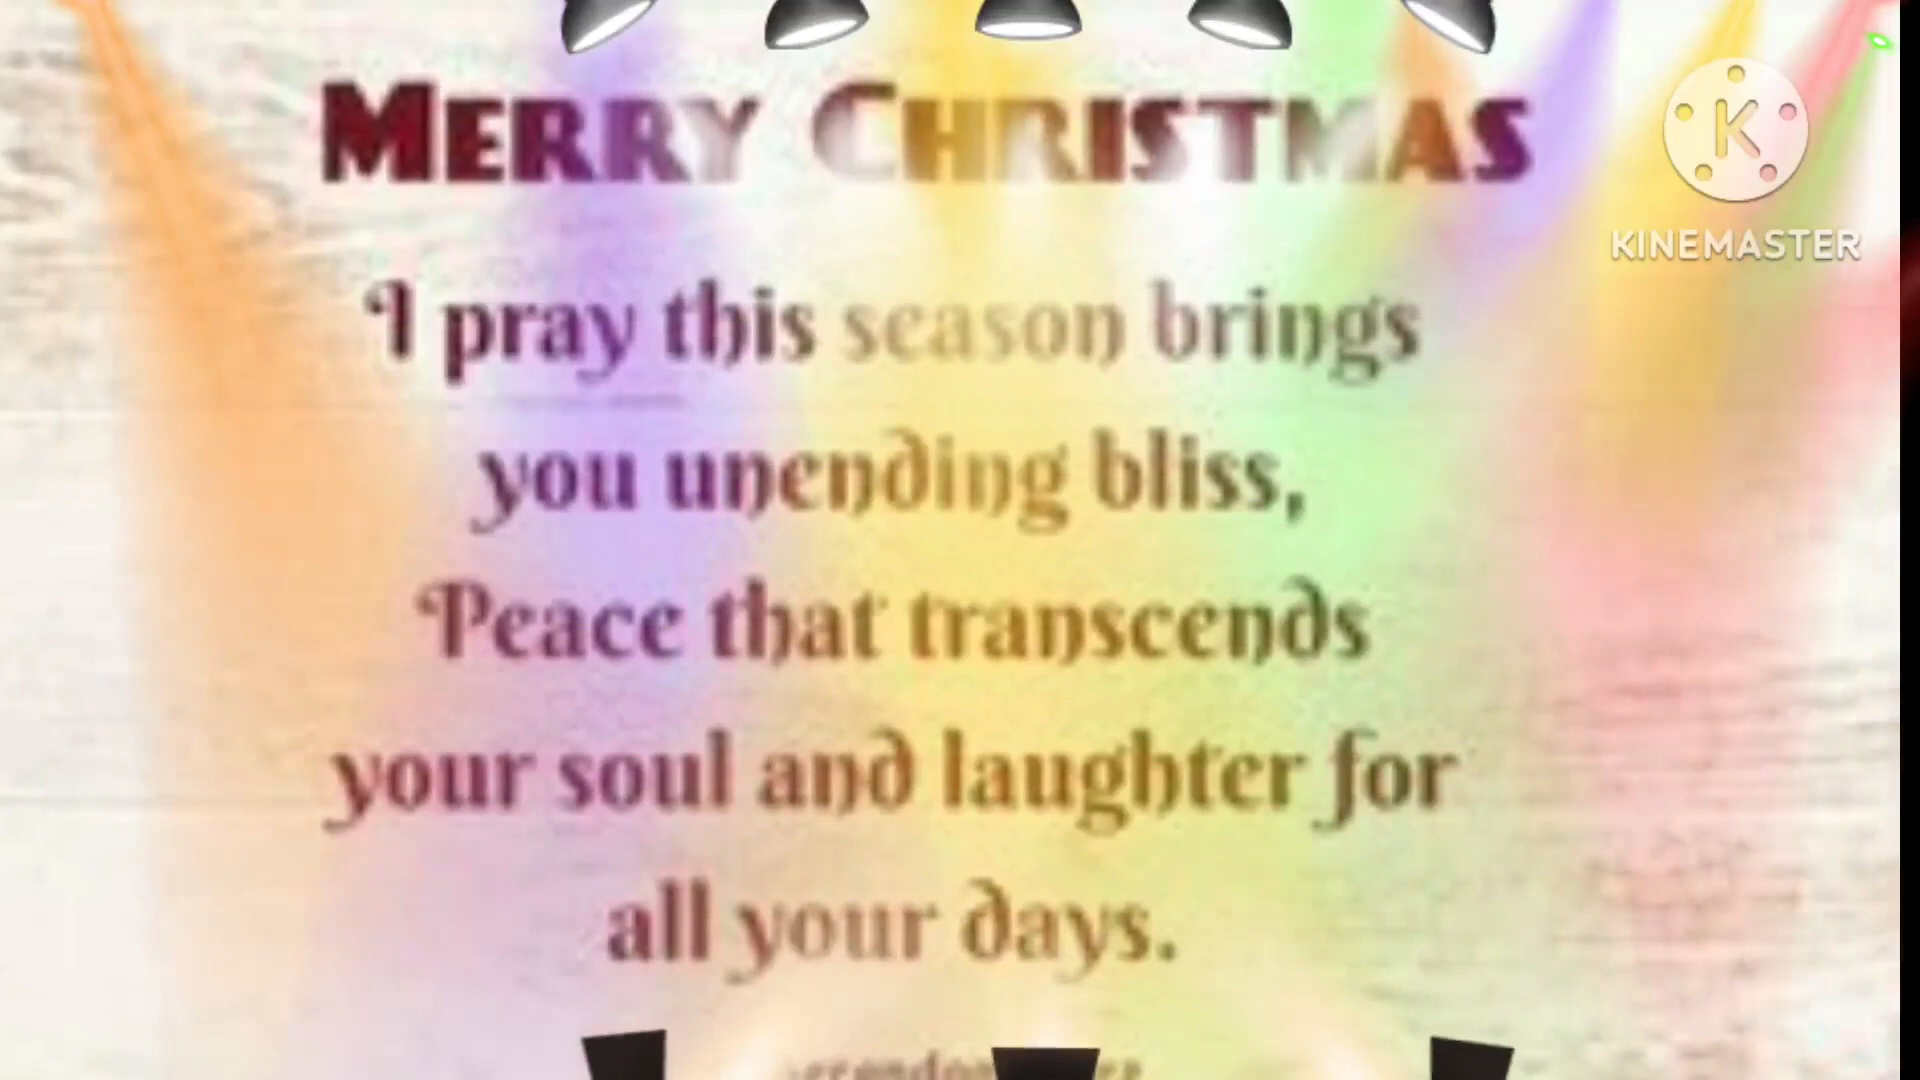 MERRY CHRISTMAS
K
KINEMASTER
I pray this season brings
you unending bliss,
Peace that transcends
your soul and laughter for
all your days.